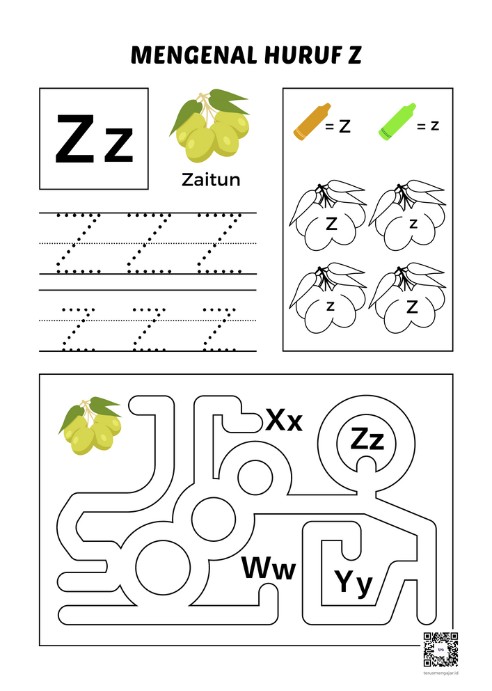 MENGENAL HURUF Z
Zz
Zaitun
= Z
= z
Z
z
z
Z
Z Z Z
z z z
Xx
Zz
Ww
Yy